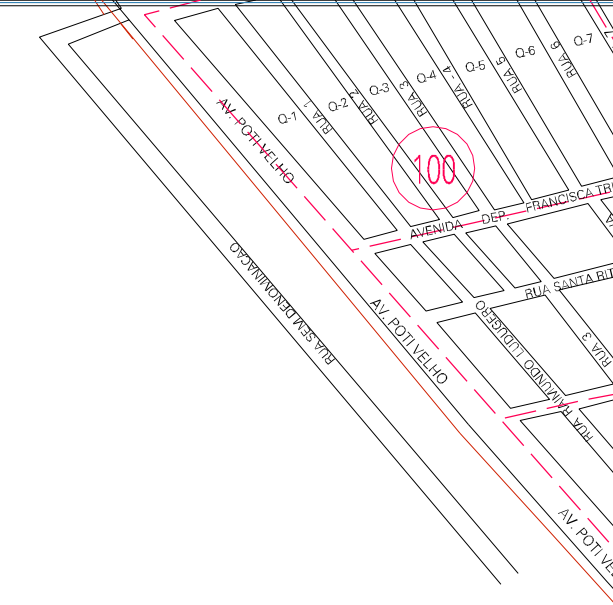 Q-7
RUA 6
Q-6
RUA 5
Q-5
RUA - 4
Q-4
RUA 3
Q-3
RUA 2
Q-2
RUA 1
Q-1
AV. POTI VELHO
100
AVENIDA DEP. FRANCISCA TR
RUA SANTA RIT
RUA SEM DENOMINACAO
AV. POTI VELHO
RUA RAIMUNDO LUDUGERO
RUA 3
AV. POTI VE